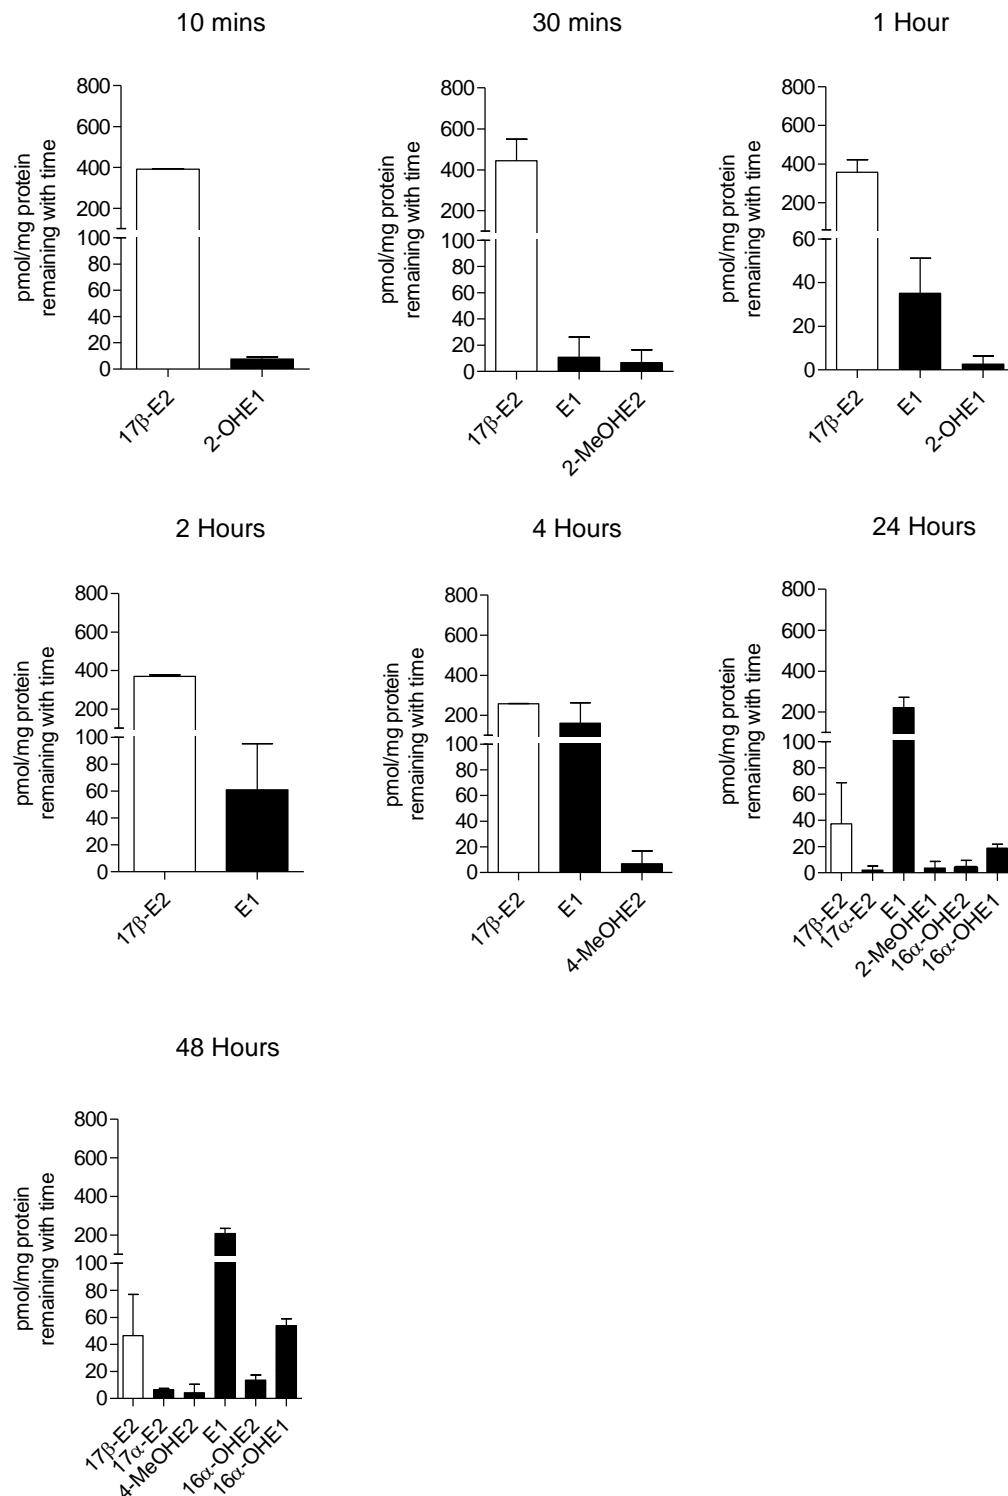 10 mins
pmol/mg protein
remaining with time
800
600
400
200
100
80
60
40
20
0
17β-E2
2-OHE1
30 mins
pmol/mg protein
remaining with time
800
600
400
200
100
80
60
40
20
0
17β-E2
E1
2-MeOHE2
1 Hour
pmol/mg protein
remaining with time
800
600
400
200
60
40
20
0
17β-E2
E1
2-OHE1
2 Hours
pmol/mg protein
remaining with time
800
600
400
200
100
80
60
40
20
0
17β-E2
E1
4 Hours
pmol/mg protein
remaining with time
800
600
400
200
100
80
60
40
20
0
17β-E2
E1
4-MeOHE2
24 Hours
pmol/mg protein
remaining with time
800
600
400
200
100
80
60
40
20
0
17β-E2
17α-E2
E1
2-MeOHE1
16α-OHE2
16α-OHE1
48 Hours
pmol/mg protein
remaining with time
800
600
400
200
100
80
60
40
20
0
17β-E2
17α-E2
4-MeOHE2
E1
16α-OHE2
16α-OHE1